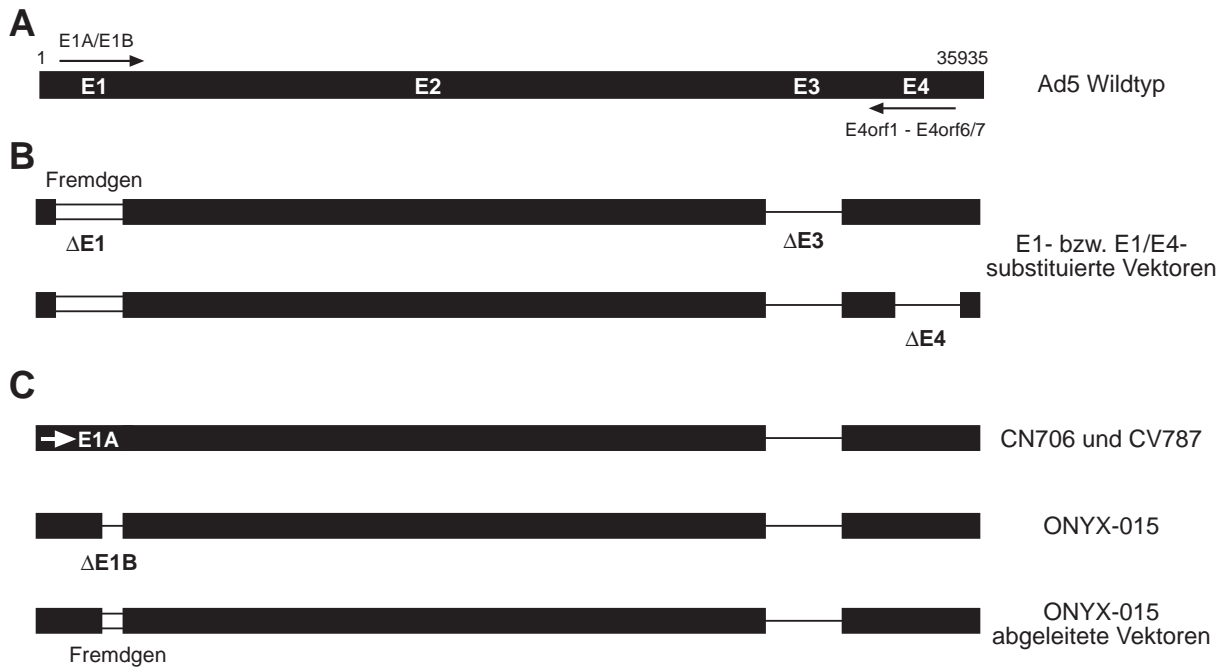 A
E1A/E1B
1
35935
E1
E2
E3
E4
Ad5 Wildtyp
E4orf1 - E4orf6/7
B
Fremdgen
ΔE1
ΔE3
E1- bzw. E1/E4-
substituierte Vektoren
ΔE4
C
E1A
CN706 und CV787
ONYX-015
ΔE1B
ONYX-015
abgeleitete Vektoren
Fremdgen